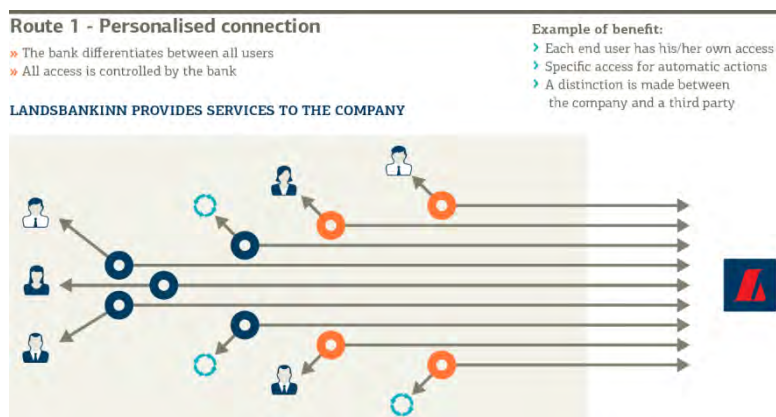 Route 1 - Personalised connection
» The bank differentiates between all users
» All access is controlled by the bank
LANDSBANKINN PROVIDES SERVICES TO THE COMPANY
Example of benefit:
Each end user has his/her own access
Specific access for automatic actions
A distinction is made between
the company and a third party